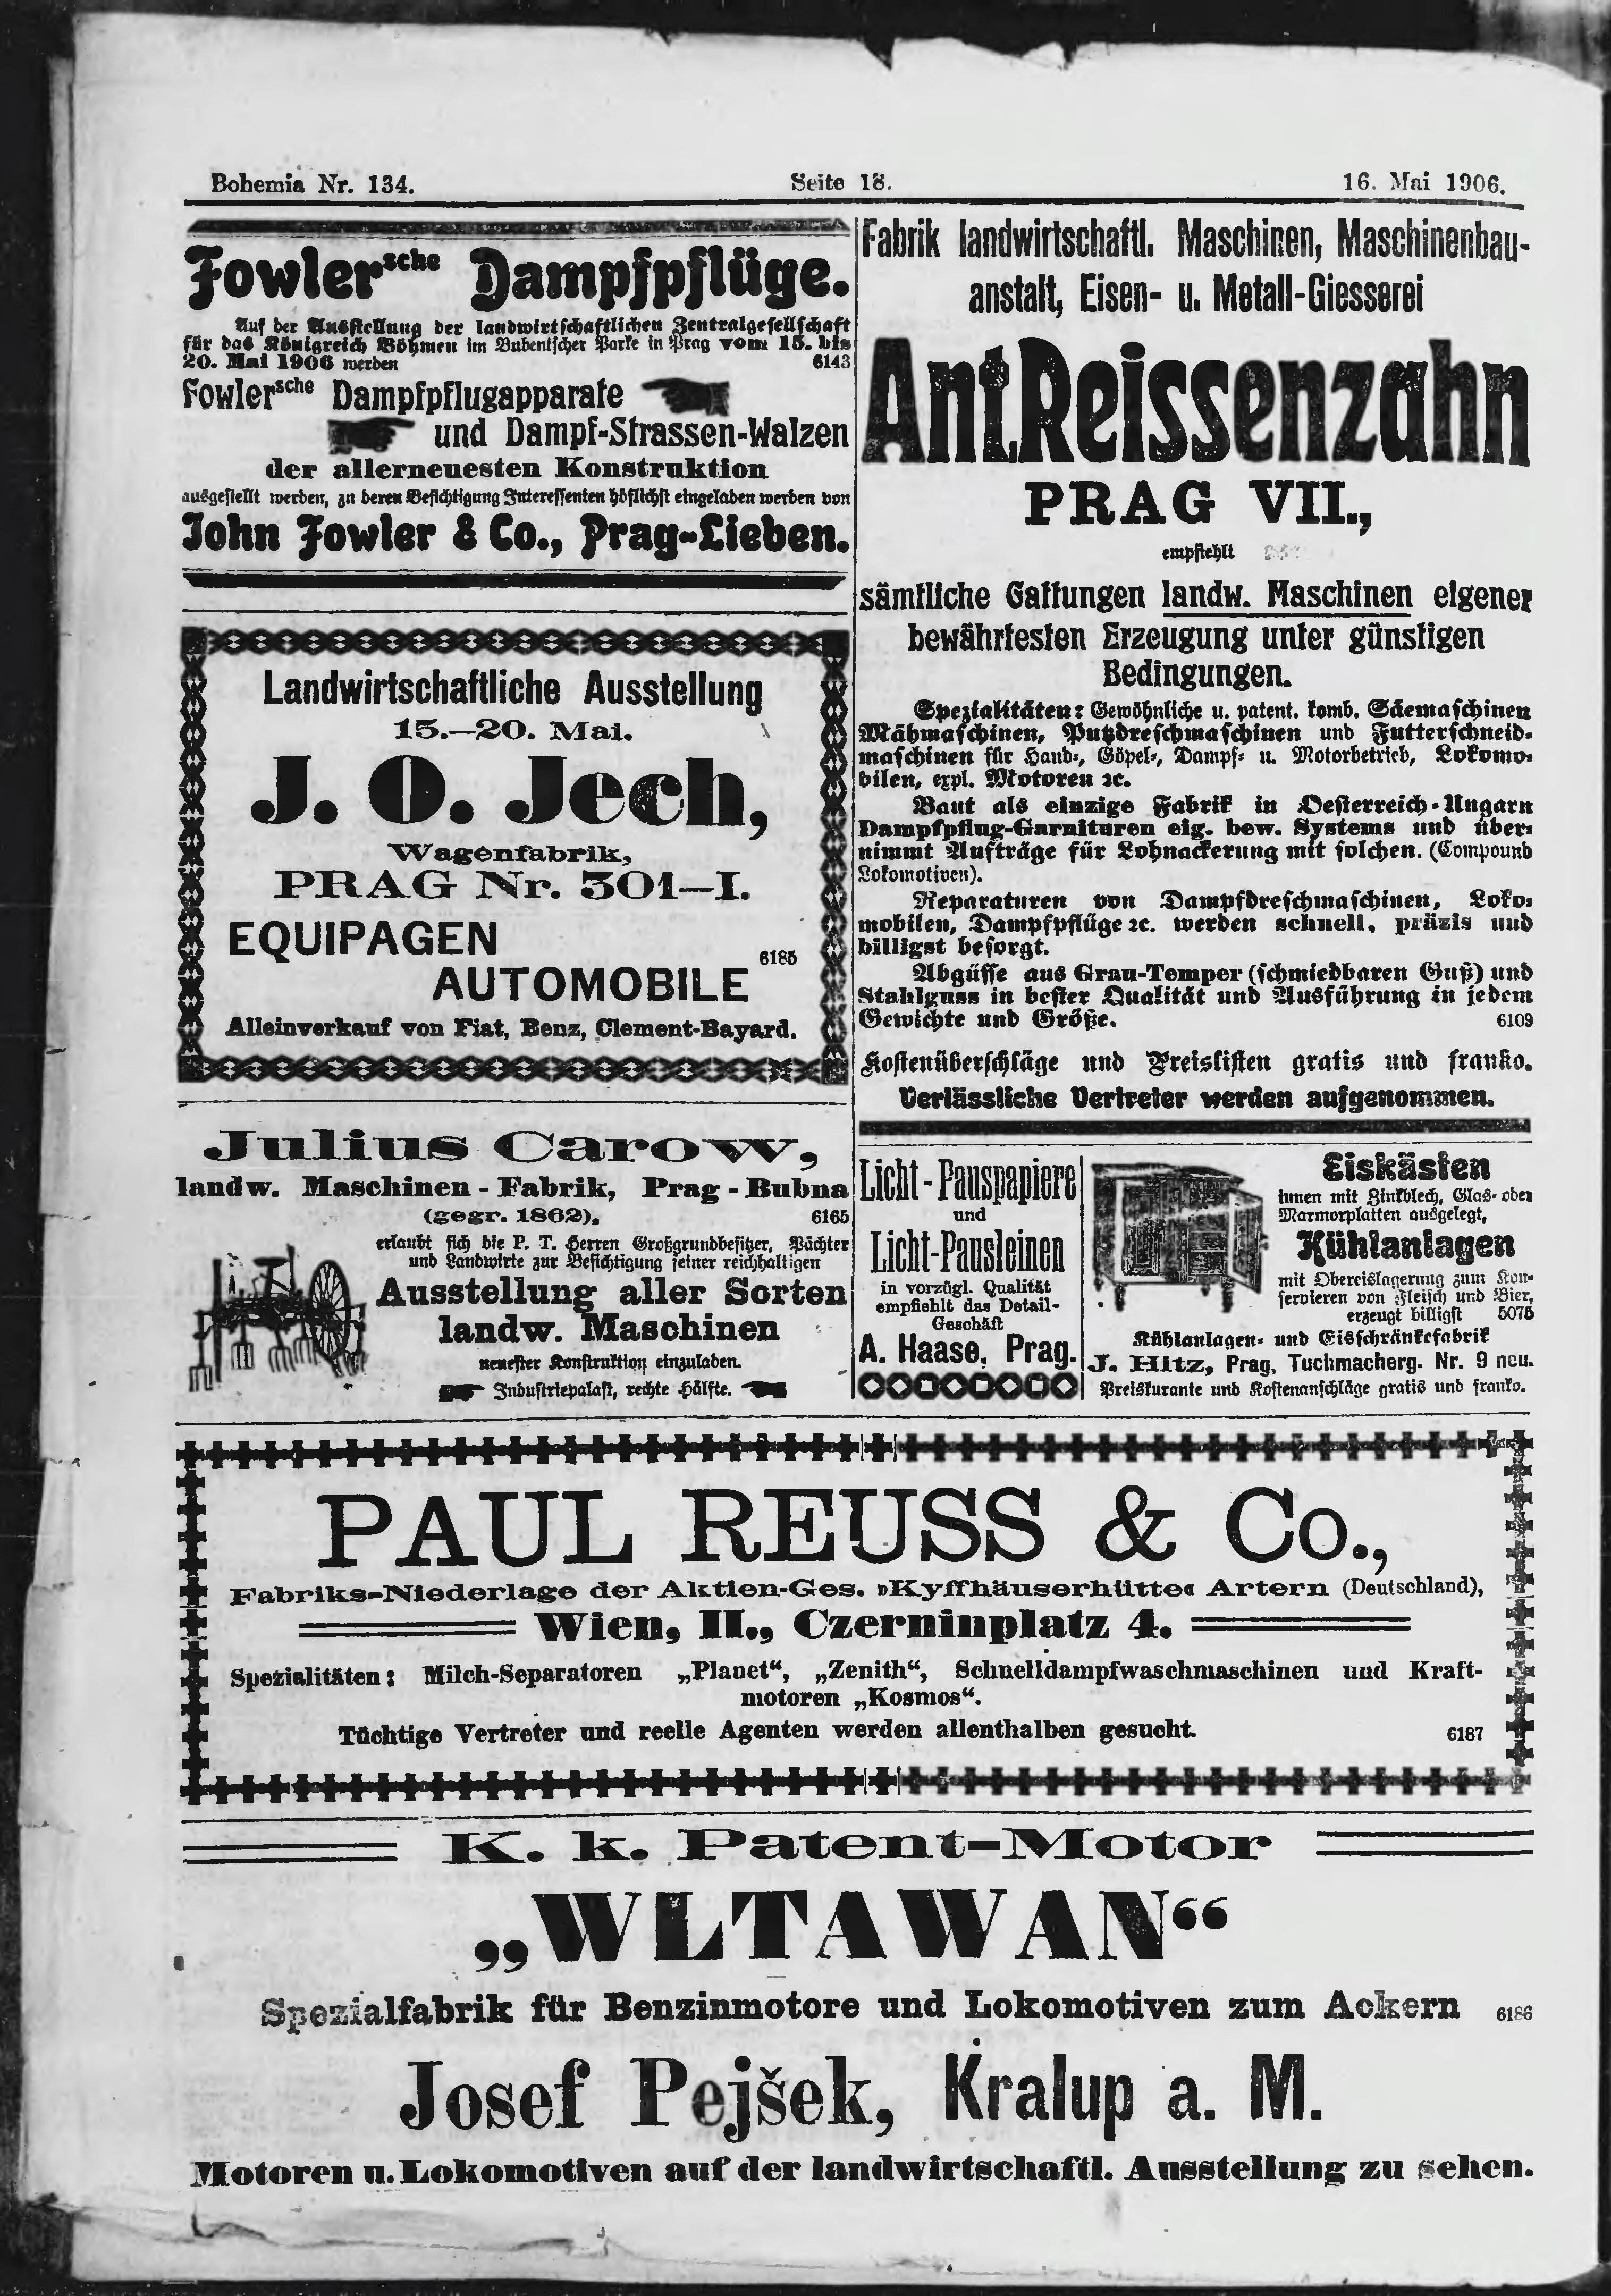 Bohemia Nr. 134.
Seite 18.
16. Mai 1906.
Fowlersche Dampfpflüge.
Auf der Ausstellung der landwirtschaftlichen Zentralgesellschaft
für das Königreich Böhmen im Bubentscher Parke in Prag vom 15. bis
20. Mai 1906 werden 6143
Fowlersche Dampfpflugapparate
und Dampf-Strassen-Walzen
der allerneuesten Konstruktion
ausgestellt werden, zu deren Besichtigung Interessenten höflichst eingeladen werden von
John Fowler & Co., Prag-Lieben.
Landwirtschaftliche Ausstellung
15.—20. Mai.
J. O. Jech,
Wagenfabrik,
PRAG Nr. 301—I.
EQUIPAGEN
6185
AUTOMOBILE
Alleinverkauf von Fiat, Benz, Clement-Bayard.
Julius Carow,
landw. Maschinen - Fabrik, Prag - Bubna
(gegr. 1862), 6165
erlaubt sich die P. T. Herren Großgrundbesitzer, Pächter
und Landwirte zur Besichtigung seiner reichhaltigen
Ausstellung aller Sorten
landw. Maschinen
neuester Konstruktion einzuladen.
Industriepalast, rechte Hälfte.
Fabrik landwirtschaftl. Maschinen, Maschinenbau-
anstalt, Eisen- u. Metall-Giesserei
Ant.Reissenzahn
PRAG VII.,
empfiehlt
sämtliche Gattungen landw. Maschinen eigener
bewährtesten Erzeugung unter günstigen
Bedingungen.
Spezialitäten: Gewöhnliche u. patent. komb. Säemaschinen
Mähmaschinen, Putzdreschmaschinen und Futterschneid-
maschinen für Hand-, Göpel-, Dampf- u. Motorbetrieb, Lokomo-
bilen, expl. Motoren ꝛc.
Baut als einzige Fabrik in Oesterreich-Ungarn
Dampfpflug-Garnituren eig. bew. Systems und über-
nimmt Aufträge für Lohnackerung mit solchen. (Compound
Lokomotiven).
Reparaturen von Dampfdreschmaschinen, Loko-
mobilen, Dampfpflüge ꝛc. werden schnell, präzis und
billigst besorgt.
Abgüsse aus Grau-Temper (schmiedbaren Guß) und
Stahlguss in bester Qualität und Ausführung in jedem
Gewichte und Größe. 6109
Kostenüberschläge und Preislisten gratis und franko.
Verlässliche Vertreter werden aufgenommen.
Licht - Pauspapiere
und
Licht-Pausleinen
in vorzügl. Qualität
empfiehlt das Detail-
Geschäft
A. Haase, Prag.
Eiskästen
innen mit Zinkblech, Glas- oder
Marmorplatten ausgelegt,
Kühlanlagen
mit Obereislagerung zum Kon-
servieren von Fleisch und Bier,
erzeugt billigst 5075
Kühlanlagen- und Eisschränkefabrik
J. Hitz, Prag, Tuchmacherg. Nr. 9 neu.
Preiskurante und Kostenanschläge gratis und franko.
PAUL REUSS & Co.,
Fabriks-Niederlage der Aktien-Ges. »Kyffhäuserhütte« Artern (Deutschland),
Wien, II., Czerninplatz 4.
Spezialitäten: Milch-Separatoren „Planet“, „Zenith“, Schnelldampfwaschmaschinen und Kraft-
motoren „Kosmos“.
Tüchtige Vertreter und reelle Agenten werden allenthalben gesucht. 6187
K. k. Patent-Motor
„WLTAWAN“
Spezialfabrik für Benzinmotore und Lokomotiven zum Ackern 6186
Josef Pejšek, Kralup a. M.
Motoren u. Lokomotiven auf der landwirtschaftl. Ausstellung zu sehen.